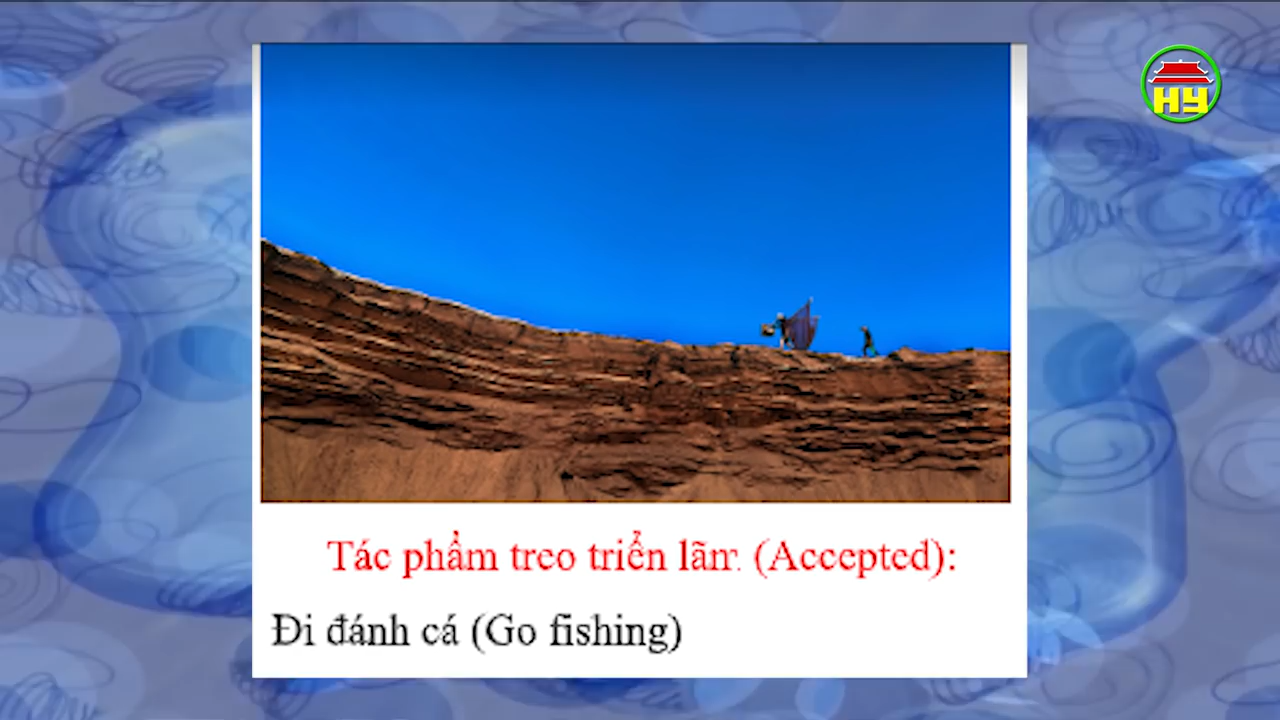 HY
Tác phẩm treo triển lãm (Accepted):
Đi đánh cá (Go fishing)